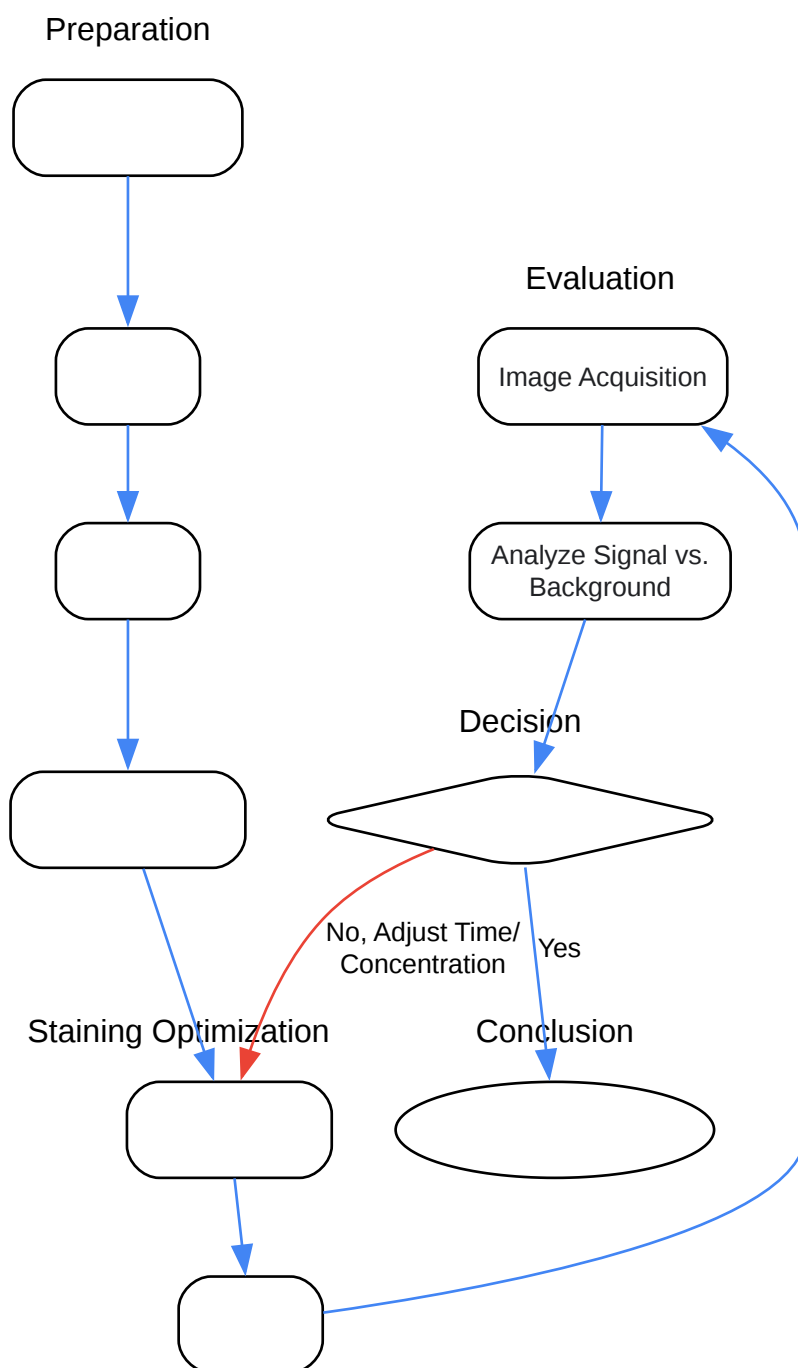 Preparation
Evaluation
Image Acquisition
Analyze Signal vs.
Background
Decision
No, Adjust Time/
Concentration
Yes
Staining Optimization
Conclusion